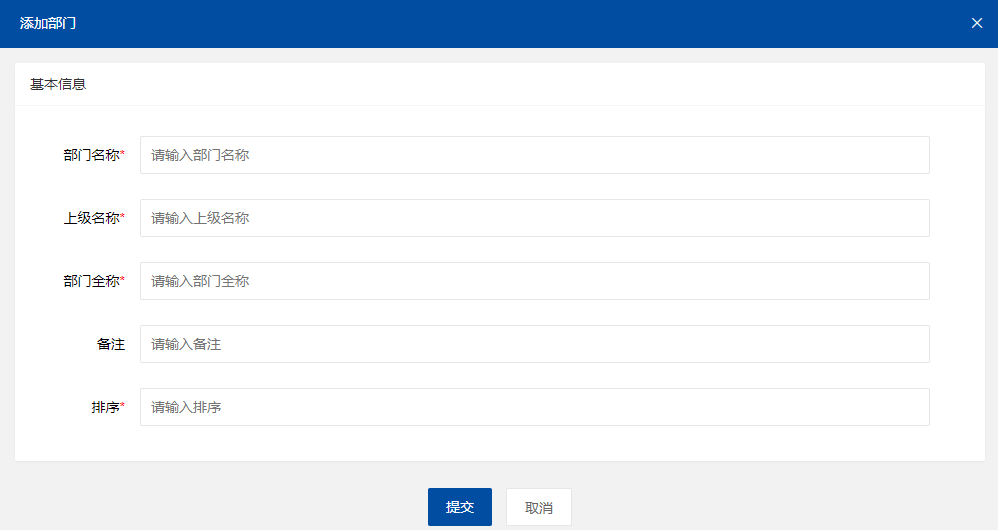 添加部门
基本信息
部门名称* 请输入部门名称
上级名称* 请输入上级名称
部门全称* 请输入部门全称
备注 请输入备注
排序* 请输入排序
提交 取消